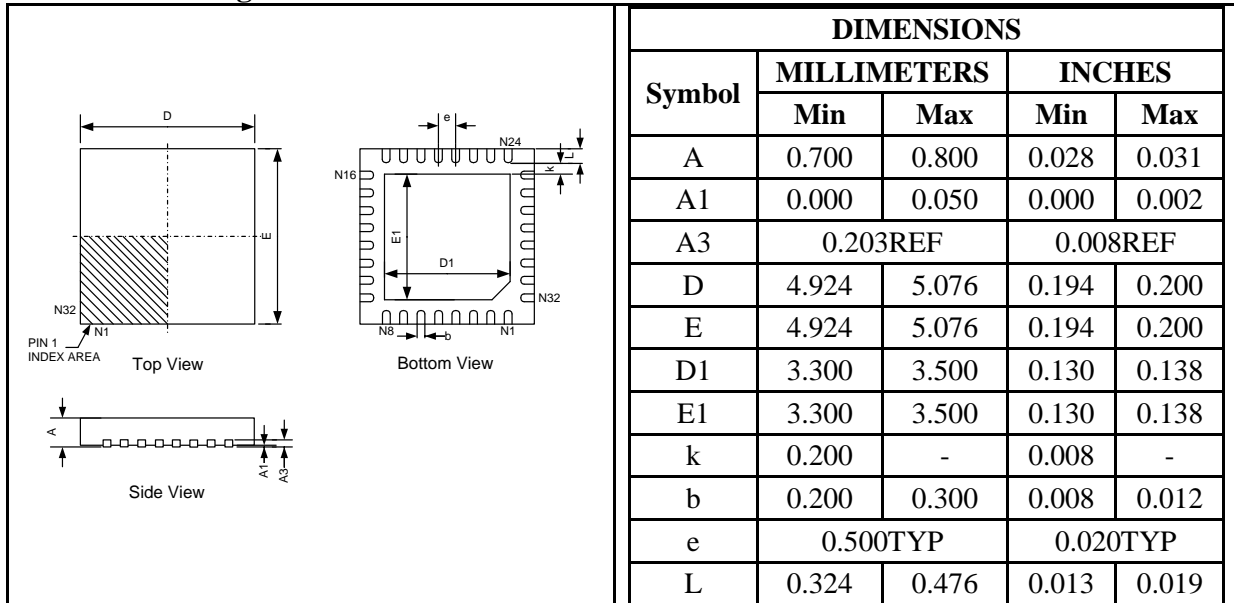 D
E
N32
N1
PIN 1
INDEX AREA
Top View
e
N24
L
k
N16
E1
D1
N32
N8
b
N1
Bottom View
A
A1
A3
Side View
DIMENSIONS
Symbol MILLIMETERS INCHES
Min Max Min Max
A 0.700 0.800 0.028 0.031
A1 0.000 0.050 0.000 0.002
A3 0.203REF 0.008REF
D 4.924 5.076 0.194 0.200
E 4.924 5.076 0.194 0.200
D1 3.300 3.500 0.130 0.138
E1 3.300 3.500 0.130 0.138
k 0.200 - 0.008 -
b 0.200 0.300 0.008 0.012
e 0.500TYP 0.020TYP
L 0.324 0.476 0.013 0.019